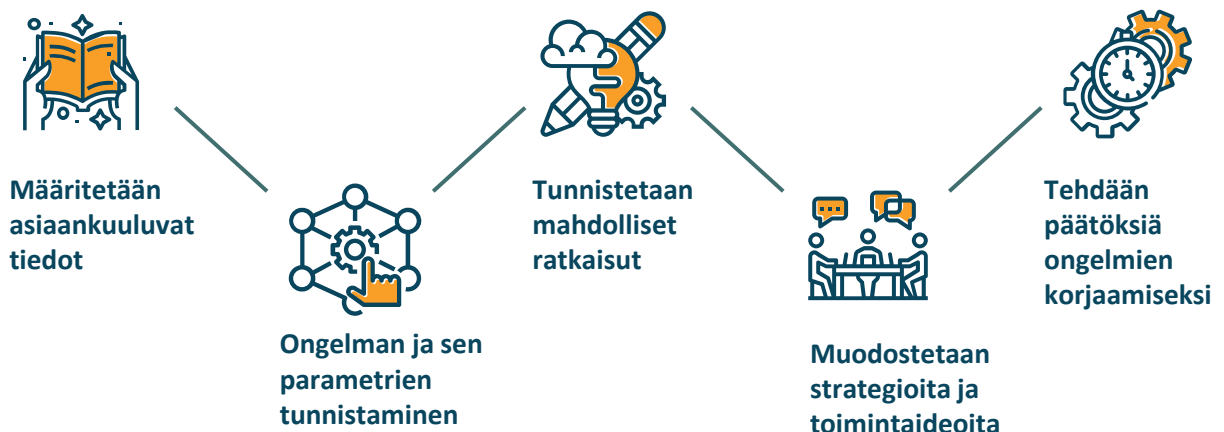 Määritetään
asiaankuuluvat
tiedot
Ongelman ja sen
parametrien
tunnistaminen
Tunnistetaan
mahdolliset
ratkaisut
Muodostetaan
strategioita ja
toimintaideoita
Tehdään
päätöksiä
ongelmien
korjaamiseksi